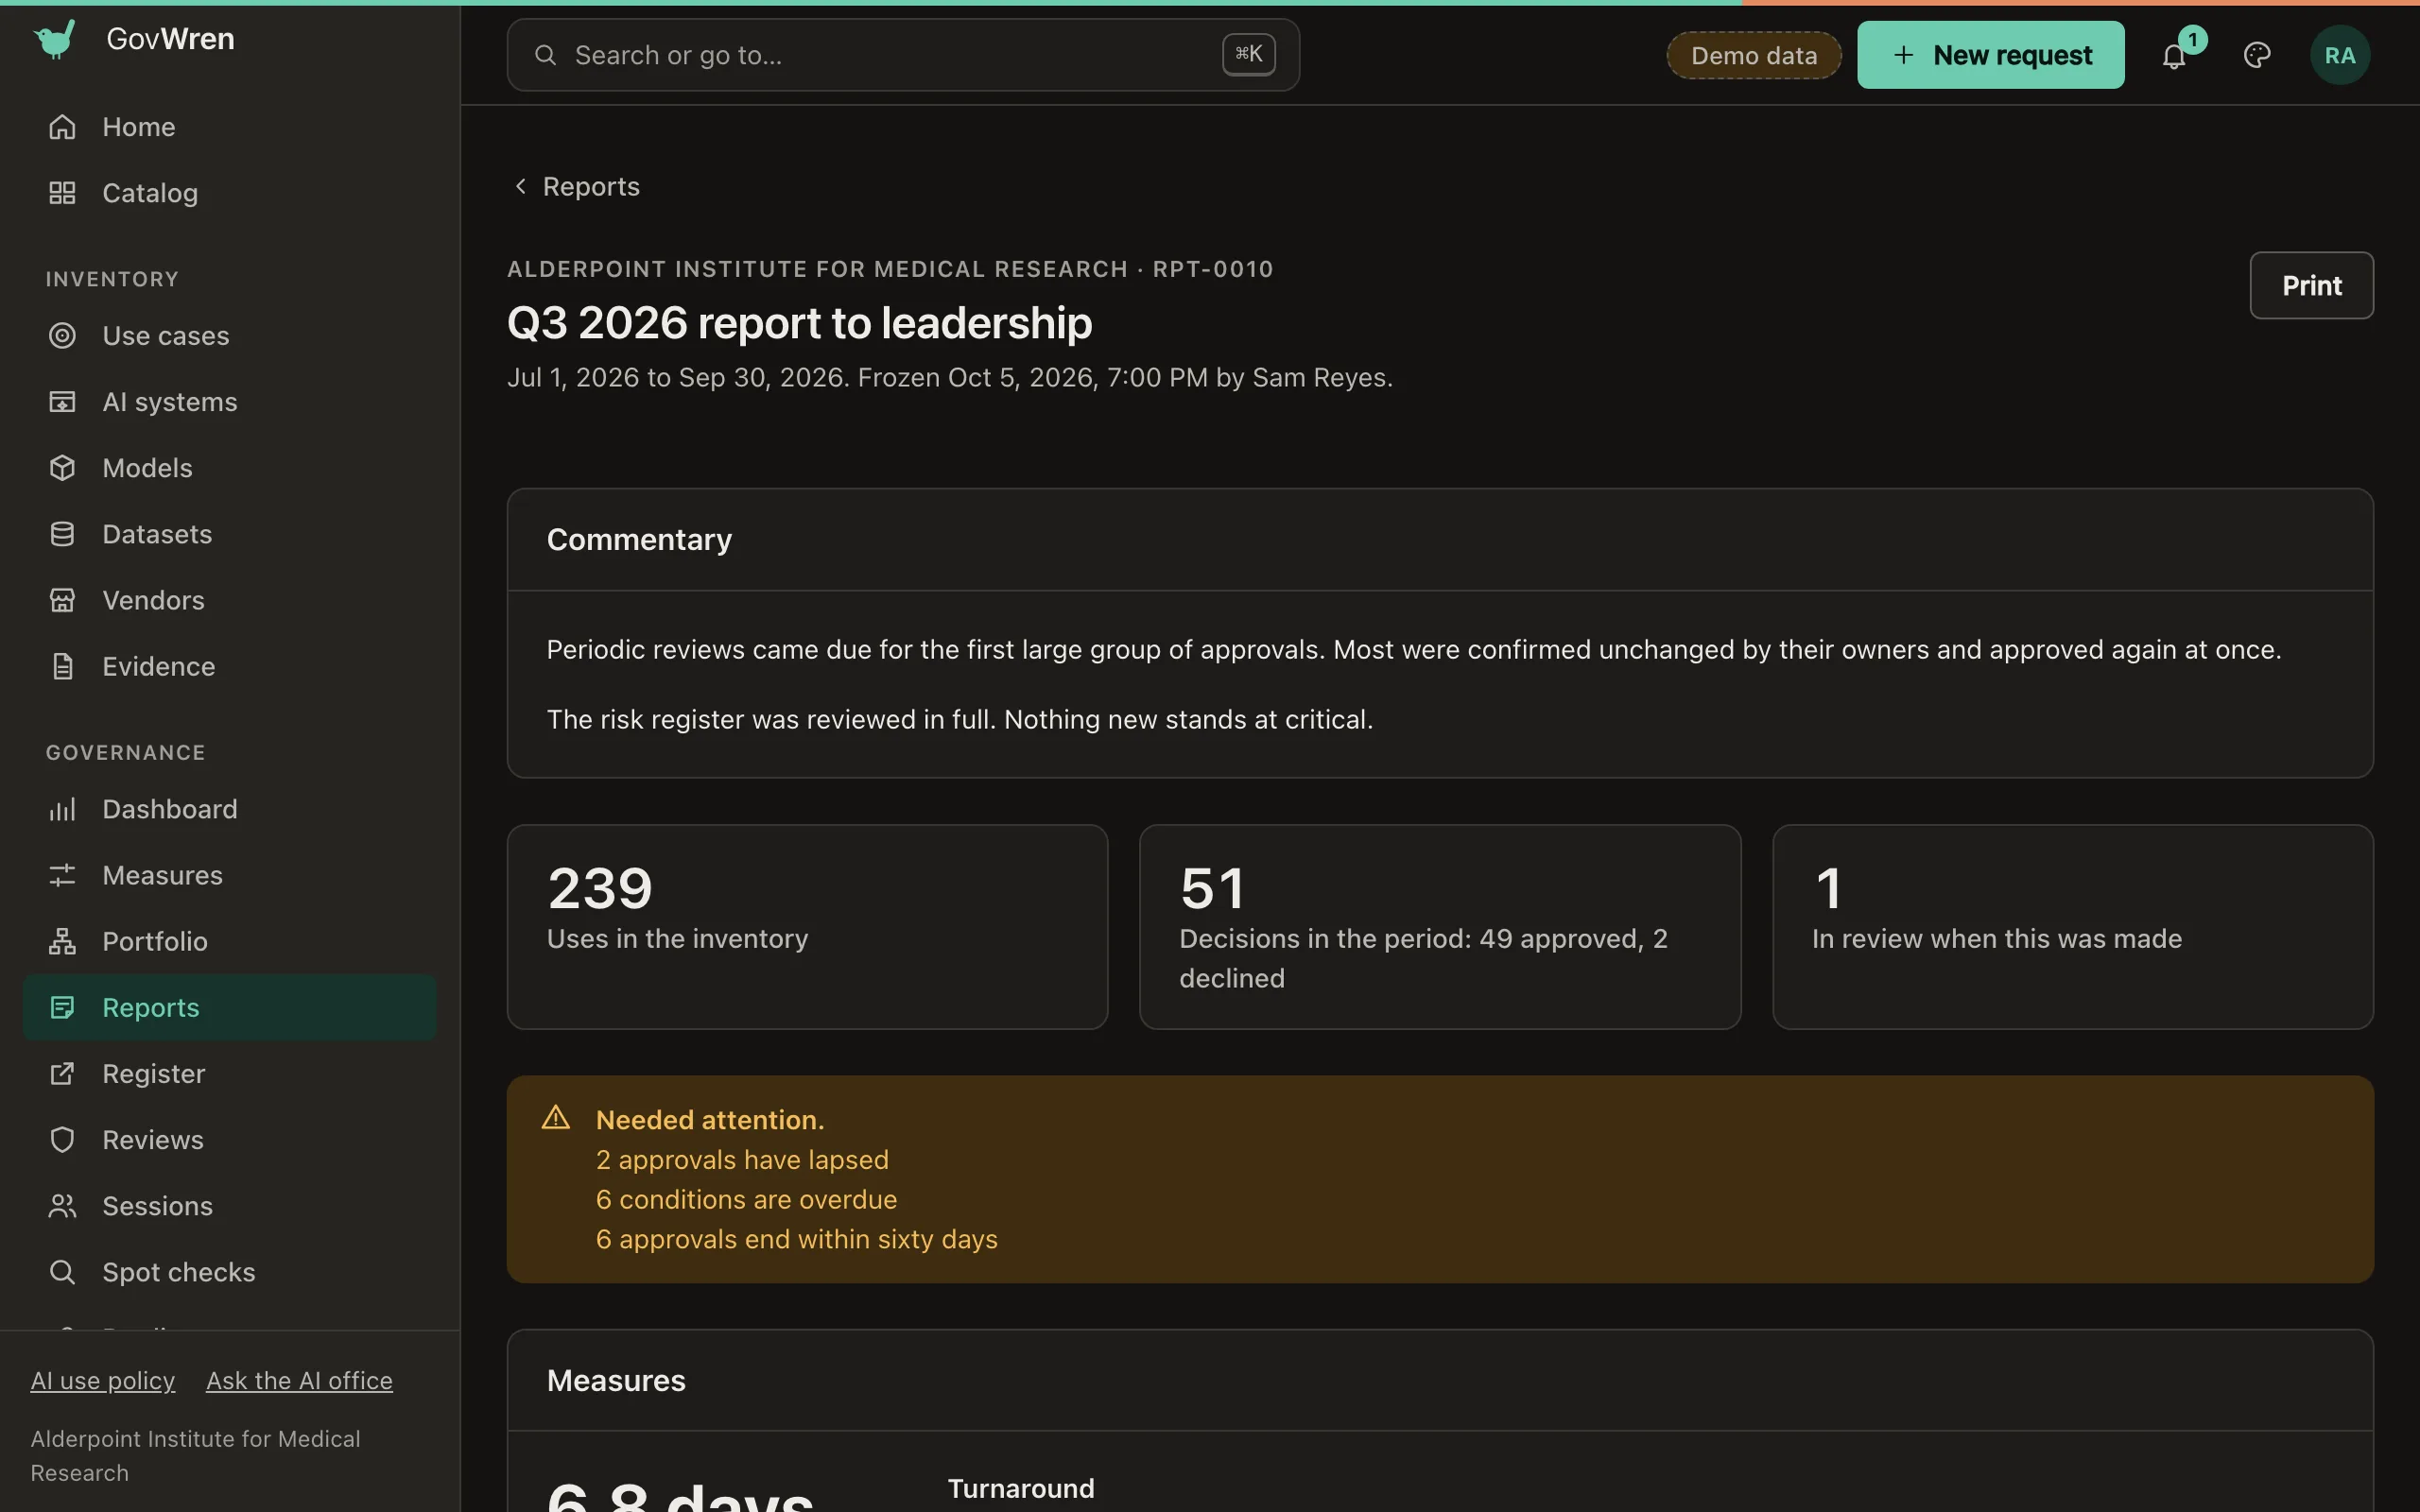 GovWren
Search or go to...
⌘K
Demo data
New request
1
RA
Home
Catalog
INVENTORY
Use cases
AI systems
Models
Datasets
Vendors
Evidence
GOVERNANCE
Dashboard
Measures
Portfolio
Reports
Register
Reviews
Sessions
Spot checks
AI use policy
Ask the AI office
Alderpoint Institute for Medical
Research
Reports
ALDERPOINT INSTITUTE FOR MEDICAL RESEARCH · RPT-0010
Q3 2026 report to leadership
Jul 1, 2026 to Sep 30, 2026. Frozen Oct 5, 2026, 7:00 PM by Sam Reyes.
Print
Commentary
Periodic reviews came due for the first large group of approvals. Most were confirmed unchanged by their owners and approved again at once.
The risk register was reviewed in full. Nothing new stands at critical.
239
Uses in the inventory
51
Decisions in the period: 49 approved, 2
declined
1
In review when this was made
Needed attention.
2 approvals have lapsed
6 conditions are overdue
6 approvals end within sixty days
Measures
6.8 days
Turnaround